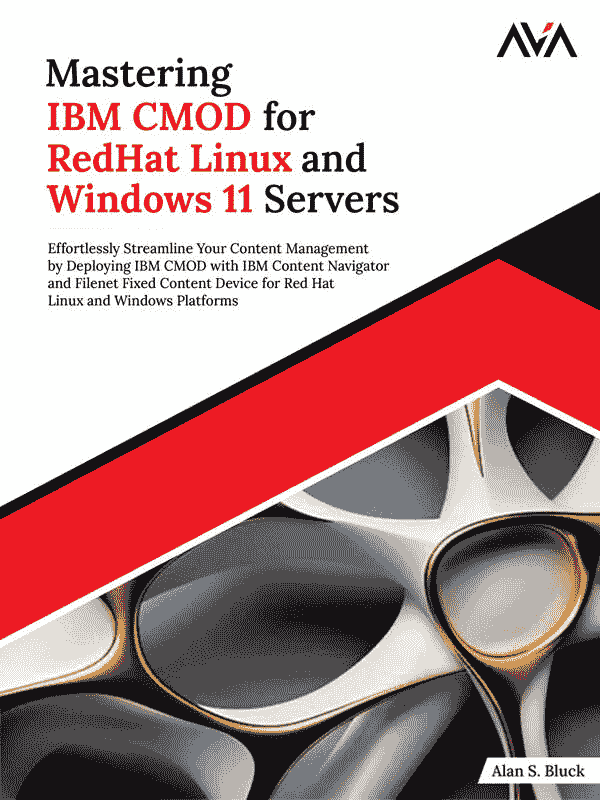 AVA
Mastering
IBM CMOD for
RedHat Linux and
Windows 11 Servers
Effortlessly Streamline Your Content Management
by Deploying IBM CMOD with IBM Content Navigator
and Filenet Fixed Content Device for Red Hat
Linux and Windows Platforms
Alan S. Bluck